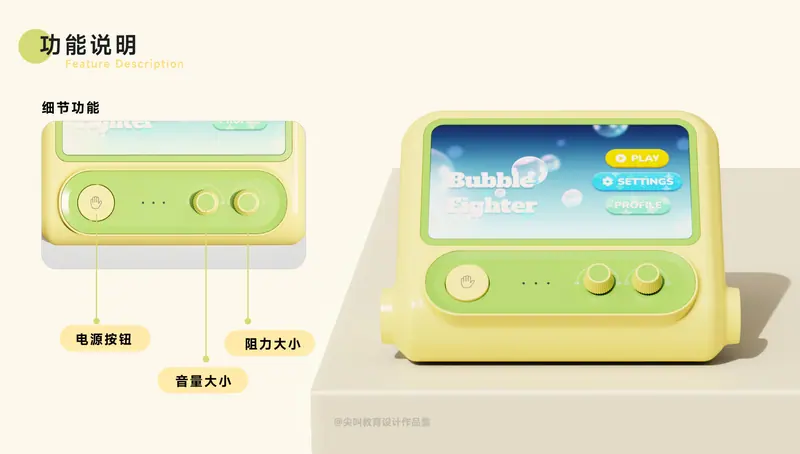 功能说明
Feature Description
细节功能
电源按钮
音量大小
阻力大小
Bubble
Fighter
PLAY
SETTINGS
PROFILE
@尖叫教育设计作品集